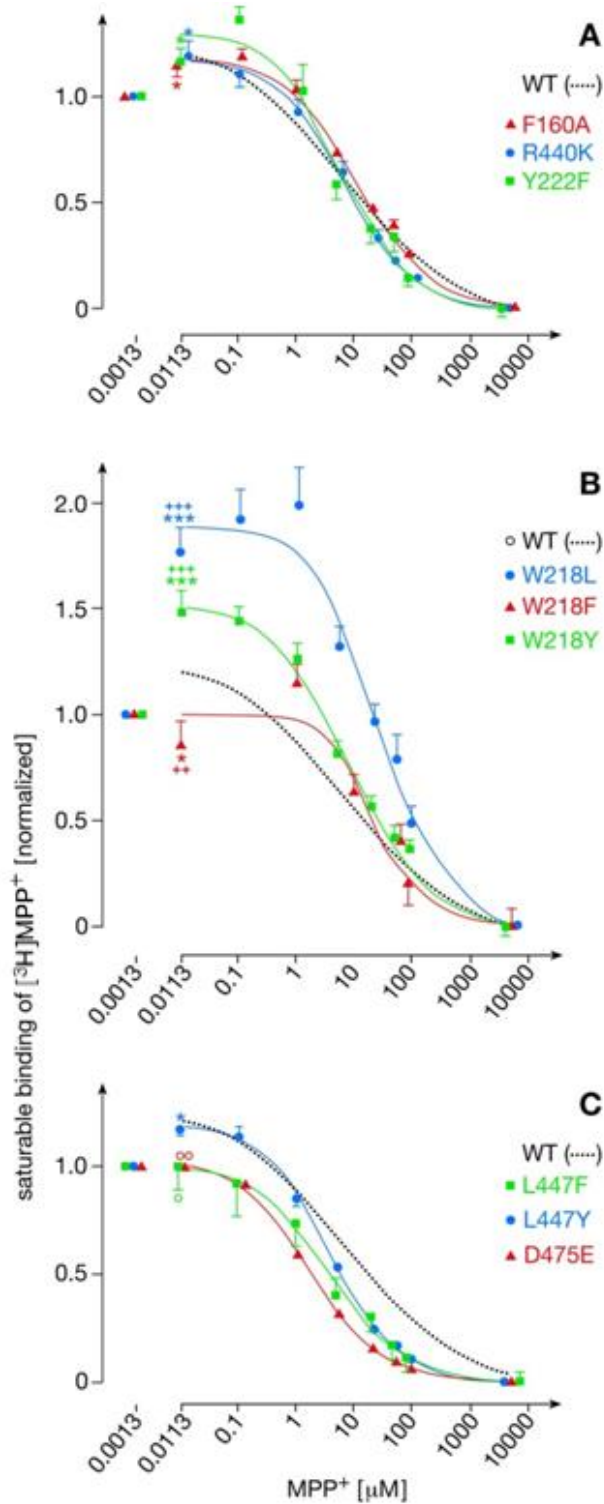 A
WT (·····)
F160A
R440K
Y222F
1.0
0.5
0
0.0013
0.0113
0.1
1
10
100
1000
10000
B
WT (·····)
W218L
W218F
W218Y
2.0
1.5
1.0
0.5
0
+++
***
+++
***
*
++
0.0013
0.0113
0.1
1
10
100
1000
10000
saturable binding of [³H]MPP⁺ [normalized]
C
WT (·····)
L447F
L447Y
D475E
1.0
0.5
0
0.0013
0.0113
0.1
1
10
100
1000
10000
MPP⁺ [µM]